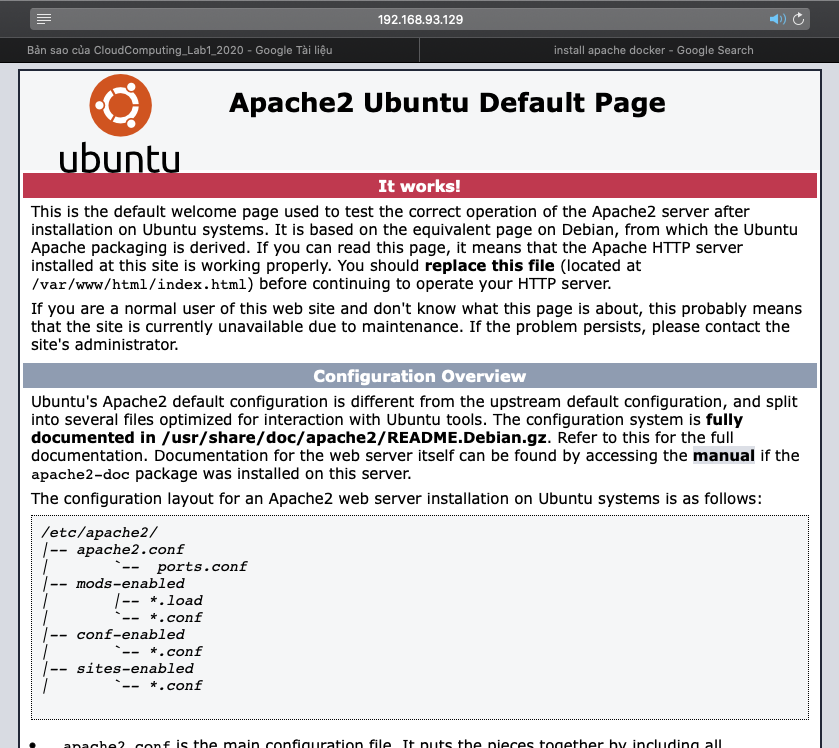 192.168.93.129
Bản sao của CloudComputing_Lab1_2020 - Google Tài liệu
install apache docker - Google Search
ubuntu
Apache2 Ubuntu Default Page
It works!
This is the default welcome page used to test the correct operation of the Apache2 server after
installation on Ubuntu systems. It is based on the equivalent page on Debian, from which the Ubuntu
Apache packaging is derived. If you can read this page, it means that the Apache HTTP server
installed at this site is working properly. You should replace this file (located at
/var/www/html/index.html) before continuing to operate your HTTP server.
If you are a normal user of this web site and don't know what this page is about, this probably means
that the site is currently unavailable due to maintenance. If the problem persists, please contact the
site's administrator.
Configuration Overview
Ubuntu's Apache2 default configuration is different from the upstream default configuration, and split
into several files optimized for interaction with Ubuntu tools. The configuration system is fully
documented in /usr/share/doc/apache2/README.Debian.gz. Refer to this for the full
documentation. Documentation for the web server itself can be found by accessing the manual if the
apache2-doc package was installed on this server.
The configuration layout for an Apache2 web server installation on Ubuntu systems is as follows:
/etc/apache2/
|-- apache2.conf
|       `--  ports.conf
|-- mods-enabled
|       |-- *.load
|       `-- *.conf
|-- conf-enabled
|       `-- *.conf
|-- sites-enabled
|       `-- *.conf
• apache2.conf is the main configuration file. It puts the pieces together by including all